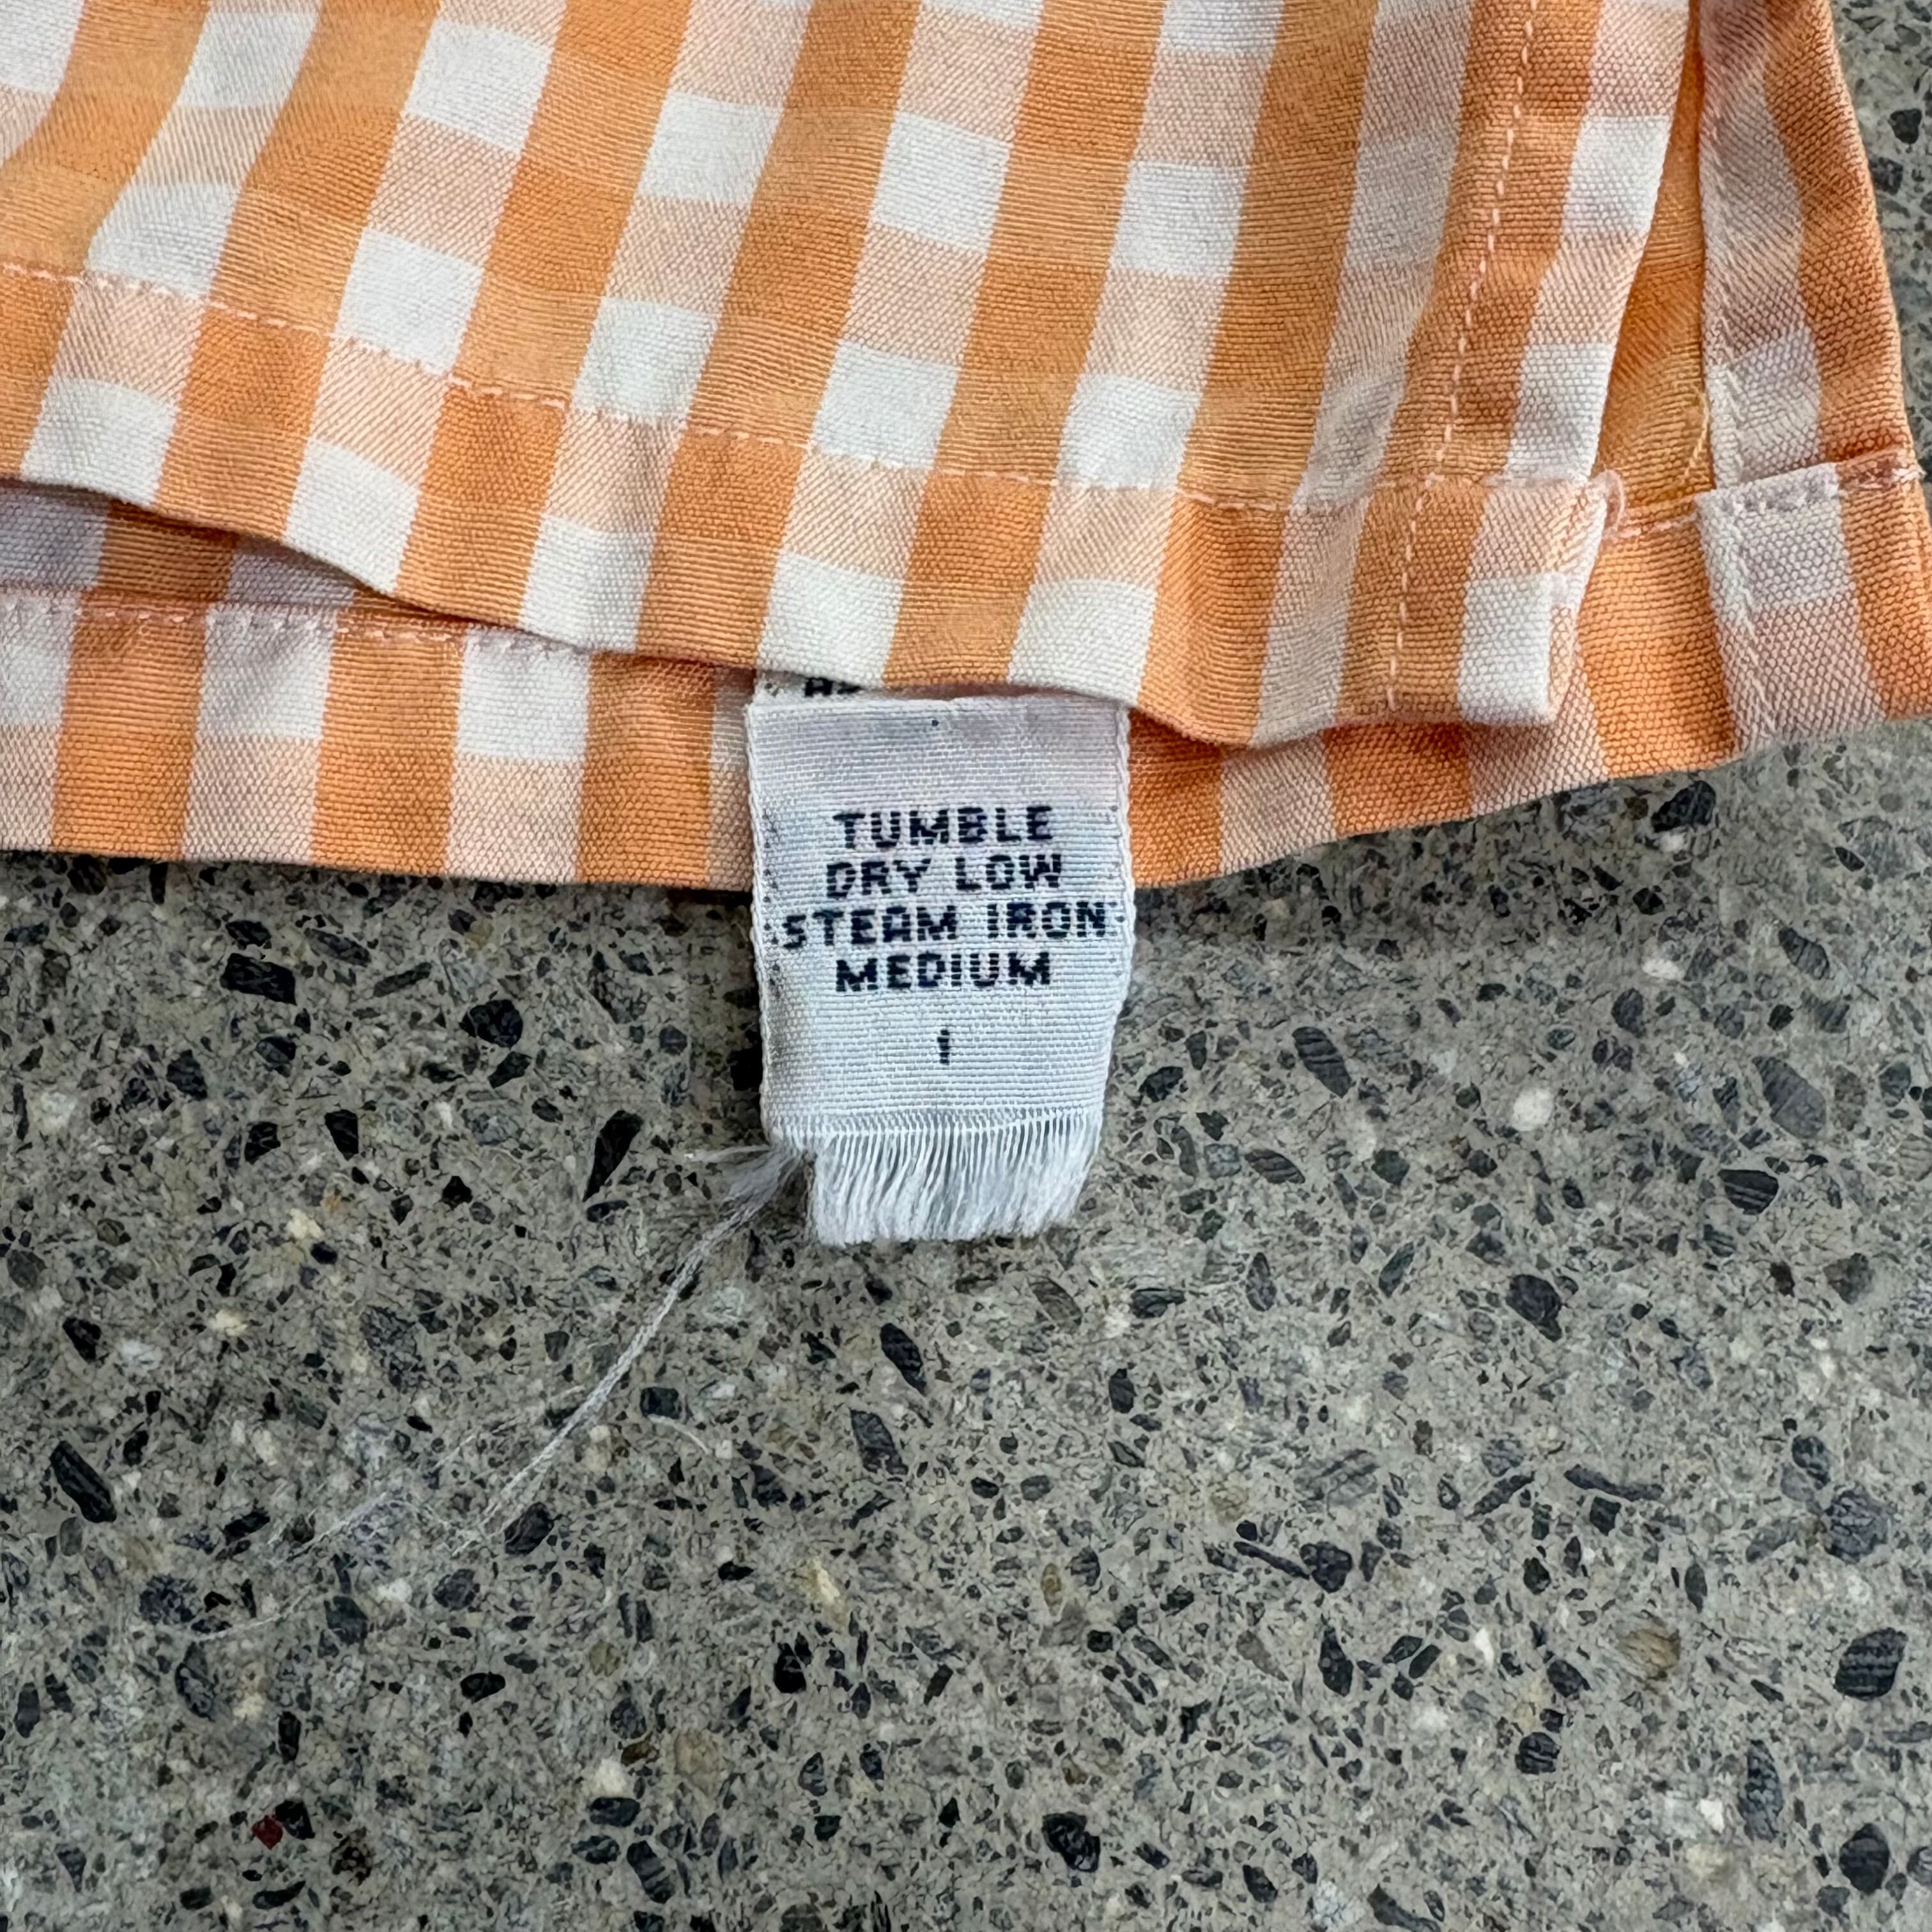 TUMBLE
DRY LOW
STEAM IRON
MEDIUM
1